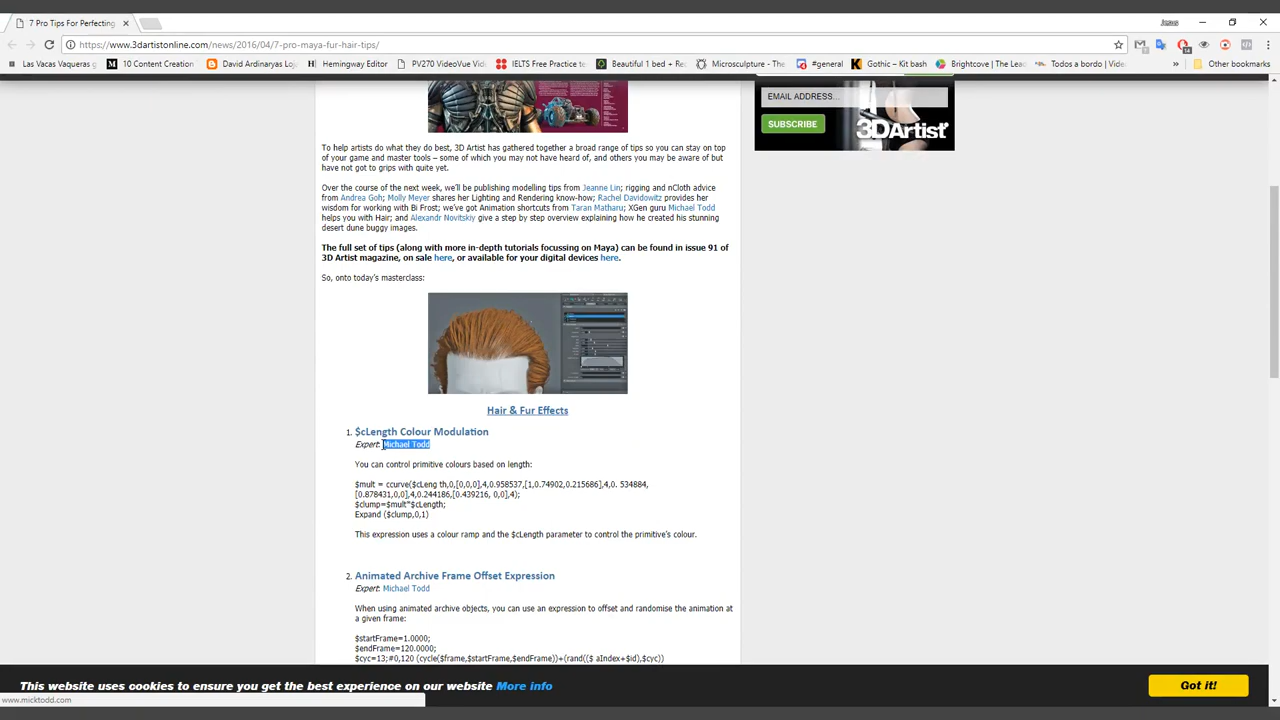 7 Pro Tips For Perfecting
https://www.3dartistonline.com/news/2016/04/7-pro-maya-fur-hair-tips/
Las Vacas Vaqueras d
10 Content Creation
David Ardinaryas Loja
Hemingway Editor
PV270 VideoVue Vid
IELTS Free Practice te
Beautiful 1 bed + Re
Microsculpture - The
#general
Gothic – Kit bash
Brightcove | The Lea
Todos a bordo | Vide
»
Other bookmarks
EMAIL ADDRESS...
SUBSCRIBE
3DArtist
To help artists do what they do best, 3D Artist has gathered together a broad range of tips so you can stay on top
of your game and master tools – some of which you may not have heard of, and others you may be aware of but
have not got to grips with quite yet.
Over the course of the next week, we'll be publishing modelling tips from Jeanne Lin; rigging and nCloth advice
from Andrea Goh; Molly Meyer shares her Lighting and Rendering know-how; Rachel Davidowitz provides her
wisdom for working with Bi Frost; we've got Animation shortcuts from Taran Matharu; XGen guru Michael Todd
helps you with Hair; and Alexandr Novitskiy give a step by step overview explaining how he created his stunning
desert dune buggy images.
The full set of tips (along with more in-depth tutorials focussing on Maya) can be found in issue 91 of
3D Artist magazine, on sale here, or available for your digital devices here.
So, onto today's masterclass:
Hair & Fur Effects
1. $cLength Colour Modulation
Expert: Michael Todd
You can control primitive colours based on length:
$mult = ccurve($cLeng th,0,[0,0,0],4,0.958537,[1,0.74902,0.215686],4,0. 534884,
[0.878431,0,0],4,0.244186,[0.439216, 0,0],4);
$clump=$mult*$cLength;
Expand ($clump,0,1)
This expression uses a colour ramp and the $cLength parameter to control the primitive's colour.
2. Animated Archive Frame Offset Expression
Expert: Michael Todd
When using animated archive objects, you can use an expression to offset and randomise the animation at
a given frame:
$startFrame=1.0000;
$endFrame=120.0000;
$cyc=13;#0,120 (cycle($frame,$startFrame,$endFrame))+(rand(($ aIndex+$id),$cyc))
This website uses cookies to ensure you get the best experience on our website More info
Got it!
www.micktodd.com